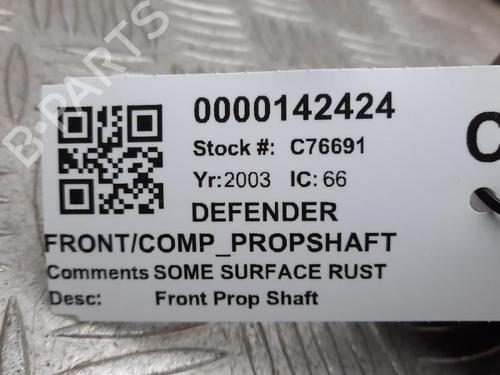 0000142424
Stock #: C76691
Yr:2003 IC: 66
DEFENDER
FRONT/COMP_PROPSHAFT
Comments SOME SURFACE RUST
Desc: Front Prop Shaft
B-PARTS